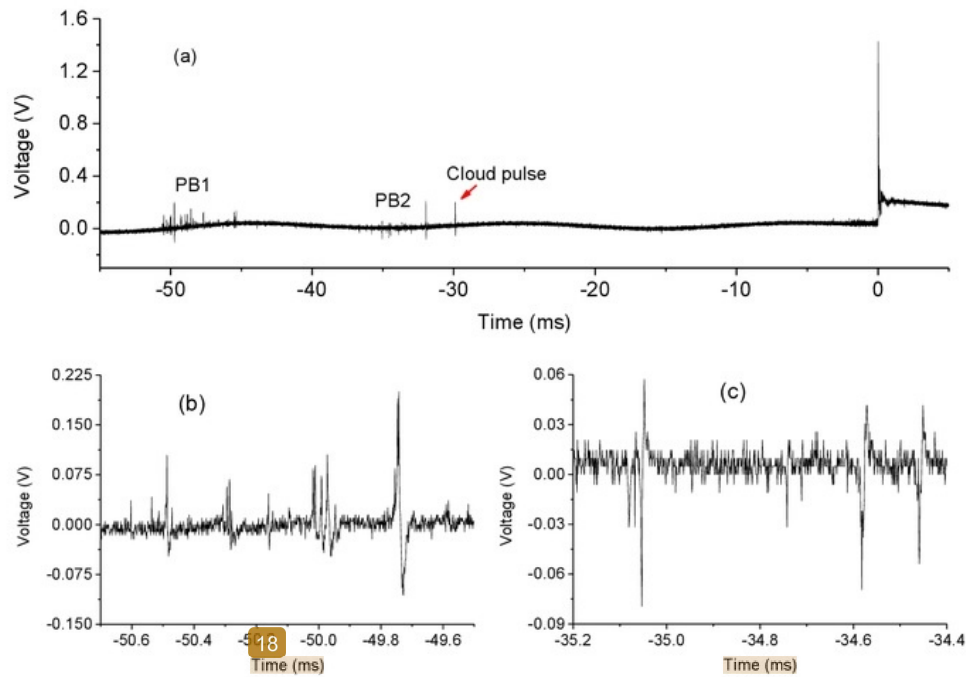 1.6
(a)
1.2
Voltage (V)
0.8
Cloud pulse
0.4
PB1
PB2
0.0
-50 -40 -30 -20 -10 0
Time (ms)
0.225
(b)
0.150
0.075
Voltage (V)
0.000
-0.075
-0.150
-50.6 -50.4 -50.0 -49.8 -49.6
18
Time (ms)
0.06
(c)
0.03
0.00
Voltage (V)
-0.03
-0.06
-0.09
-35.2 -35.0 -34.8 -34.6 -34.4
Time (ms)